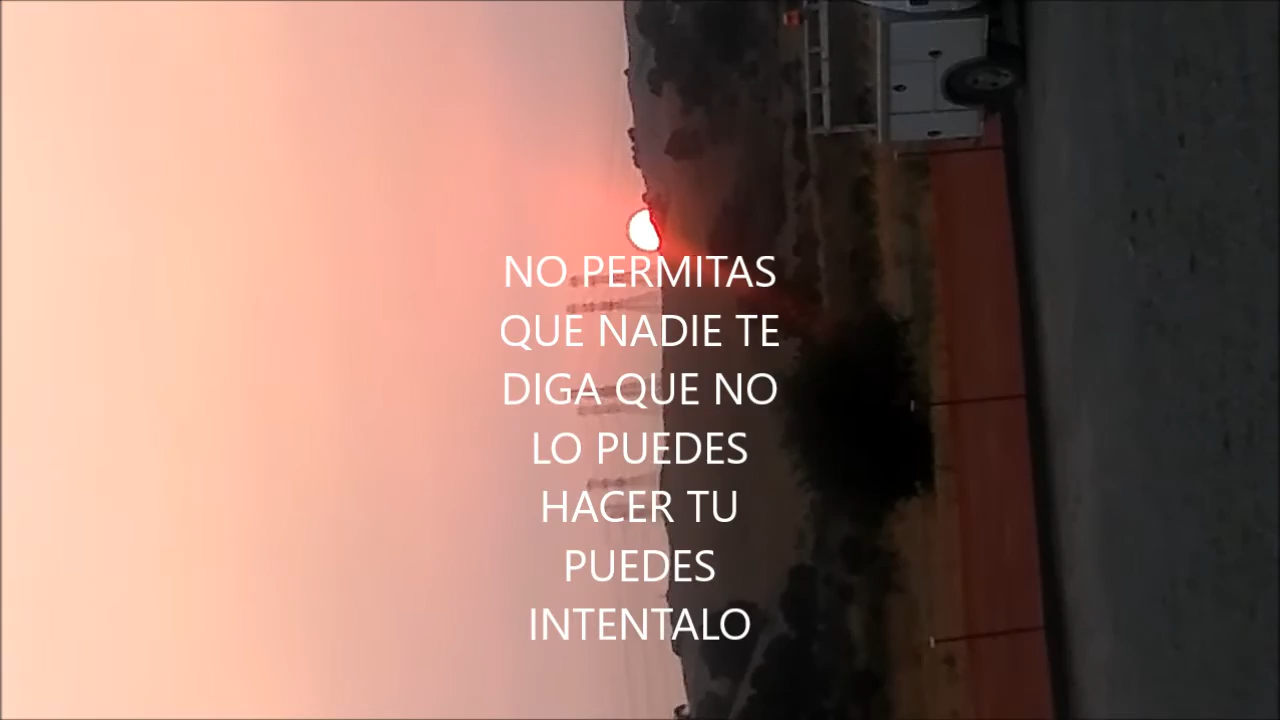 NO PERMITAS
QUE NADIE TE
DIGA QUE NO
LO PUEDES
HACER TU
PUEDES
INTENTALO